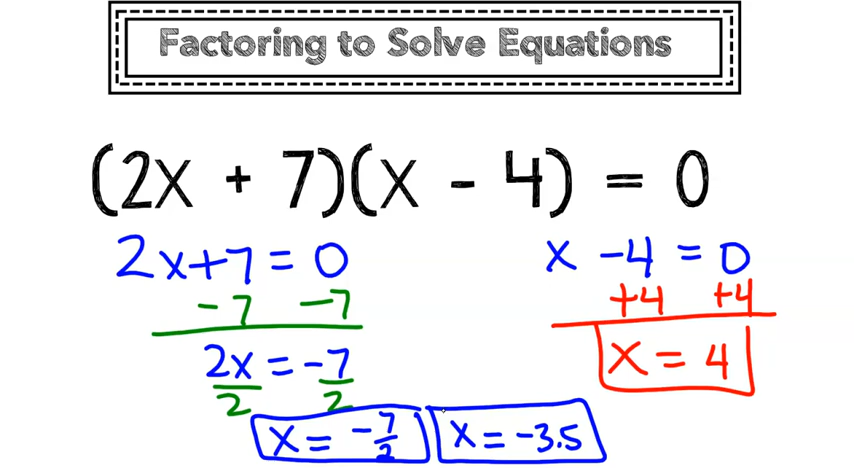 Factoring to Solve Equations
(2x + 7)(x - 4) = 0
2x+7 = 0
-7 -7
2x = -7
2 2
x = -7/2
x = -3.5
x - 4 = 0
+4 +4
x = 4